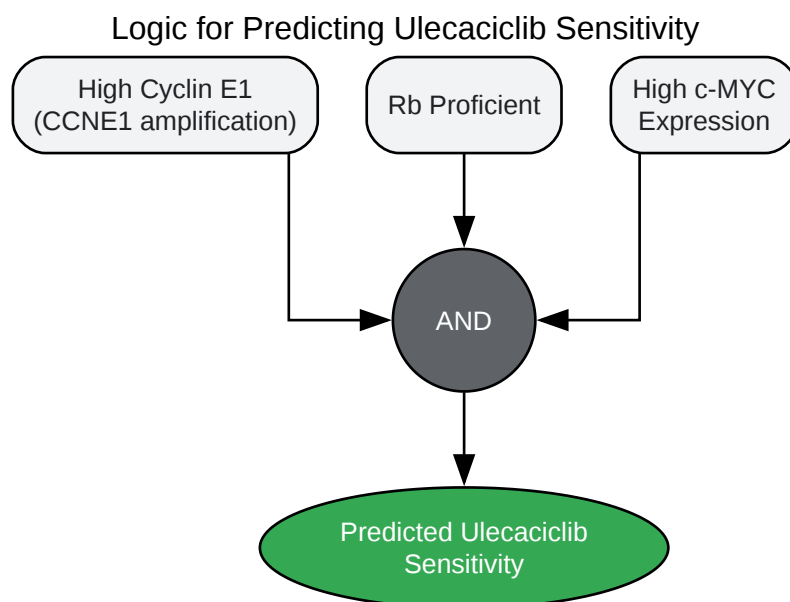 Logic for Predicting Ulecaciclib Sensitivity
High Cyclin E1
(CCNE1 amplification)
Rb Proficient
High c-MYC
Expression
AND
Predicted Ulecaciclib
Sensitivity